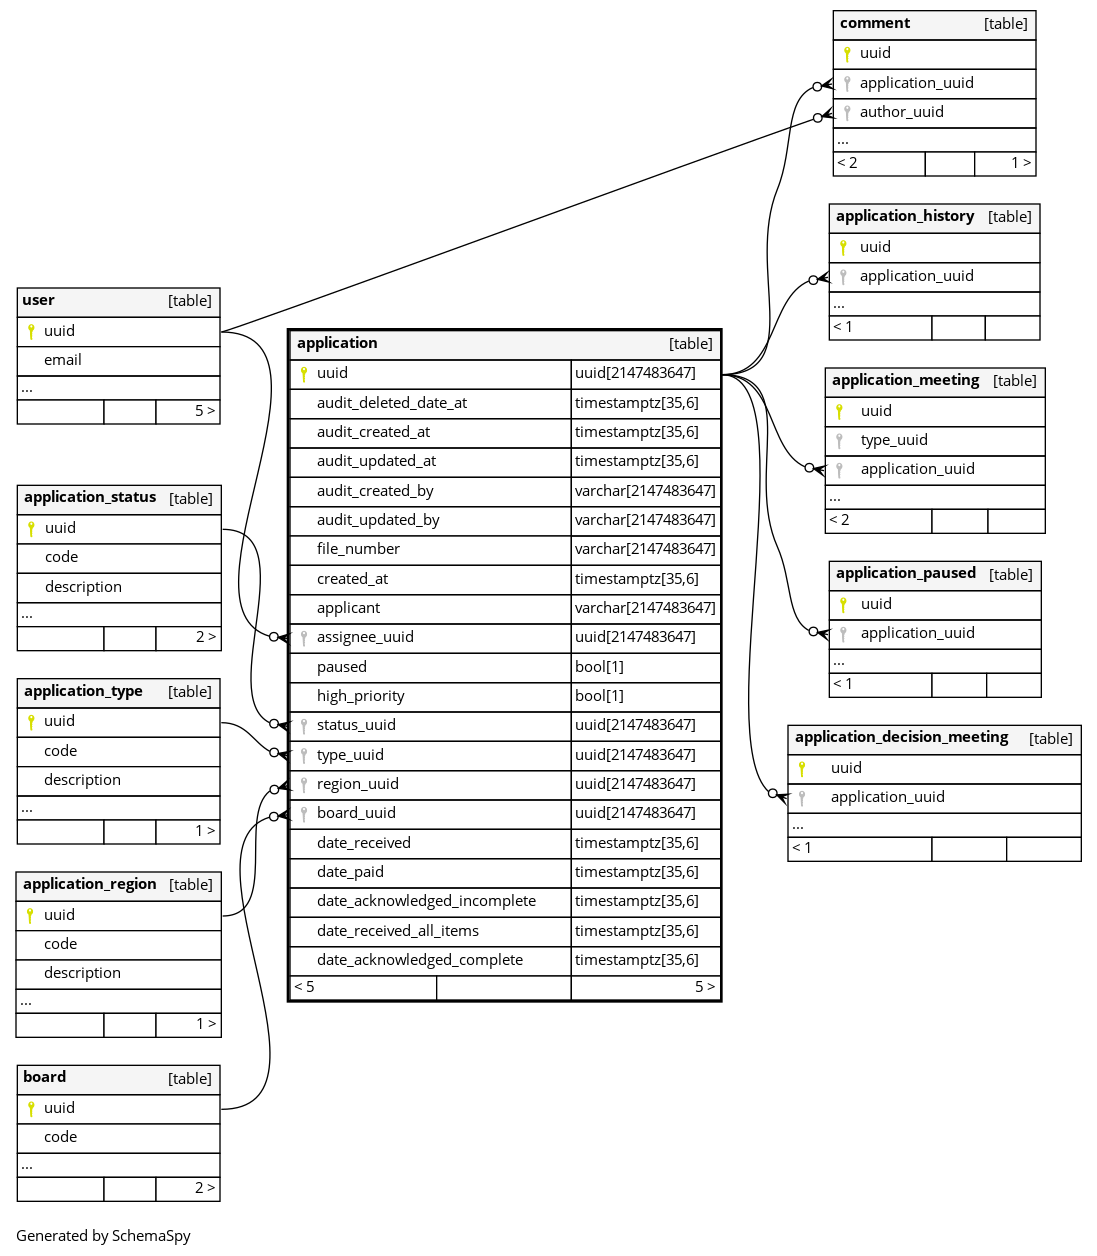 comment [table]
uuid
application_uuid
author_uuid
...
< 2 1 >
application_history [table]
uuid
application_uuid
...
< 1
user [table]
uuid
email
...
5 >
application [table]
uuid uuid[2147483647]
audit_deleted_date_at timestamptz[35,6]
audit_created_at timestamptz[35,6]
audit_updated_at timestamptz[35,6]
audit_created_by varchar[2147483647]
audit_updated_by varchar[2147483647]
file_number varchar[2147483647]
created_at timestamptz[35,6]
applicant varchar[2147483647]
assignee_uuid uuid[2147483647]
paused bool[1]
high_priority bool[1]
status_uuid uuid[2147483647]
type_uuid uuid[2147483647]
region_uuid uuid[2147483647]
board_uuid uuid[2147483647]
date_received timestamptz[35,6]
date_paid timestamptz[35,6]
date_acknowledged_incomplete timestamptz[35,6]
date_received_all_items timestamptz[35,6]
date_acknowledged_complete timestamptz[35,6]
< 5 5 >
application_meeting [table]
uuid
type_uuid
application_uuid
...
< 2
application_status [table]
uuid
code
description
...
2 >
application_paused [table]
uuid
application_uuid
...
< 1
application_type [table]
uuid
code
description
...
1 >
application_decision_meeting [table]
uuid
application_uuid
...
< 1
application_region [table]
uuid
code
description
...
1 >
board [table]
uuid
code
...
2 >
Generated by SchemaSpy